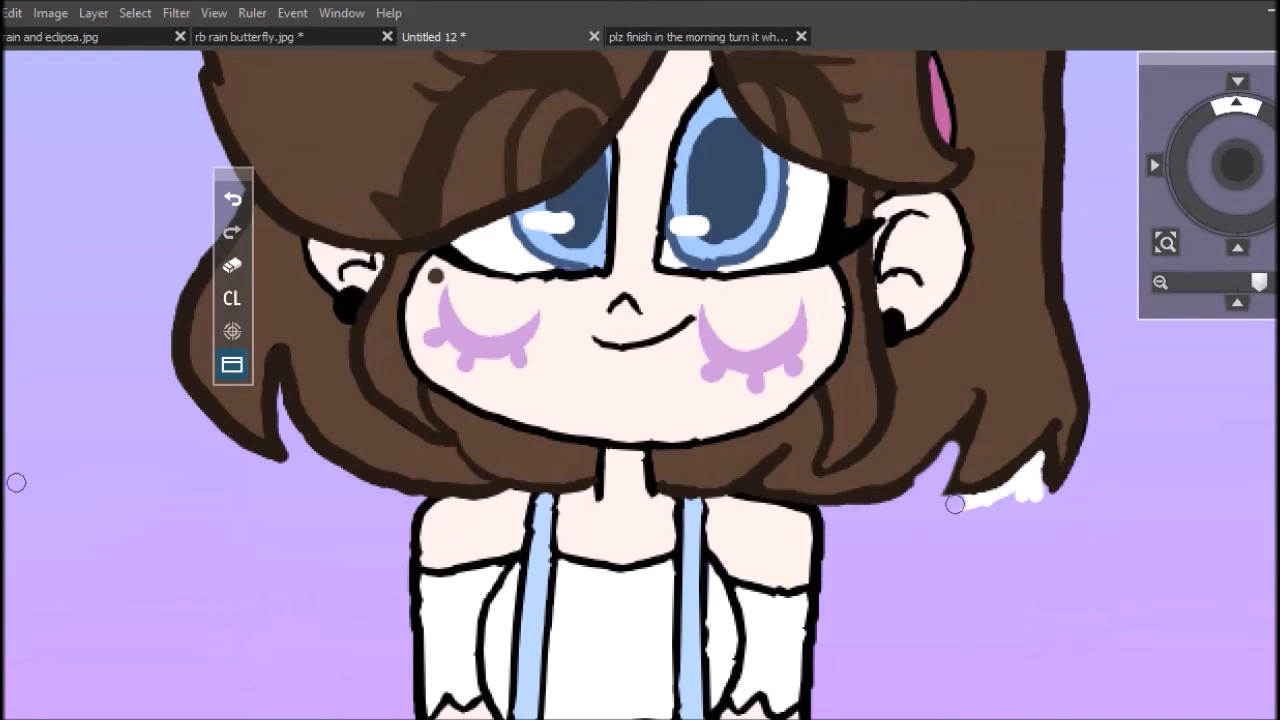 Edit Image Layer Select Filter View Ruler Event Window Help
rain and eclipsa.jpg rb rain butterfly.jpg * Untitled 12 * plz finish in the morning turn it wh...
CL